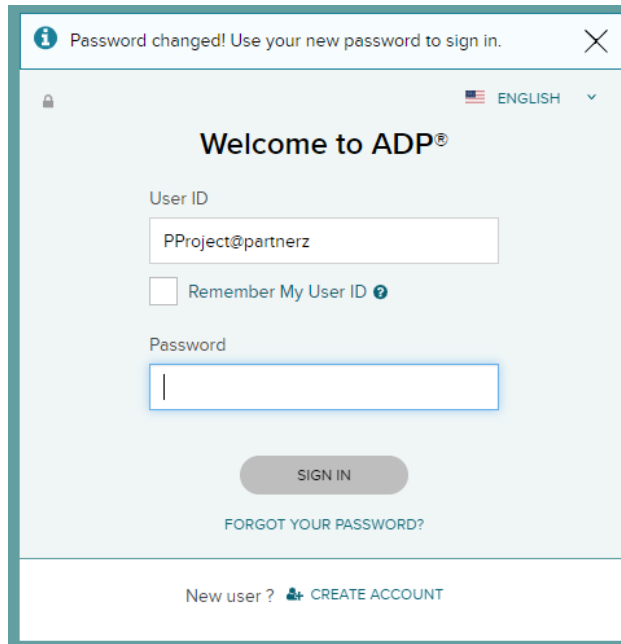 Password changed! Use your new password to sign in.
ENGLISH
Welcome to ADP®
User ID
PProject@partnerz
Remember My User ID
Password
SIGN IN
FORGOT YOUR PASSWORD?
New user ? CREATE ACCOUNT